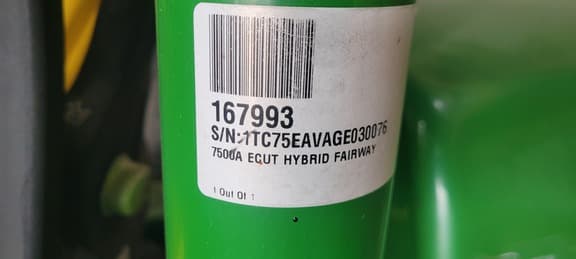 167993
S/N:1TC75EAVAGE030076
7500A ECUT HYBRID FAIRWAY
1 Out Of 1